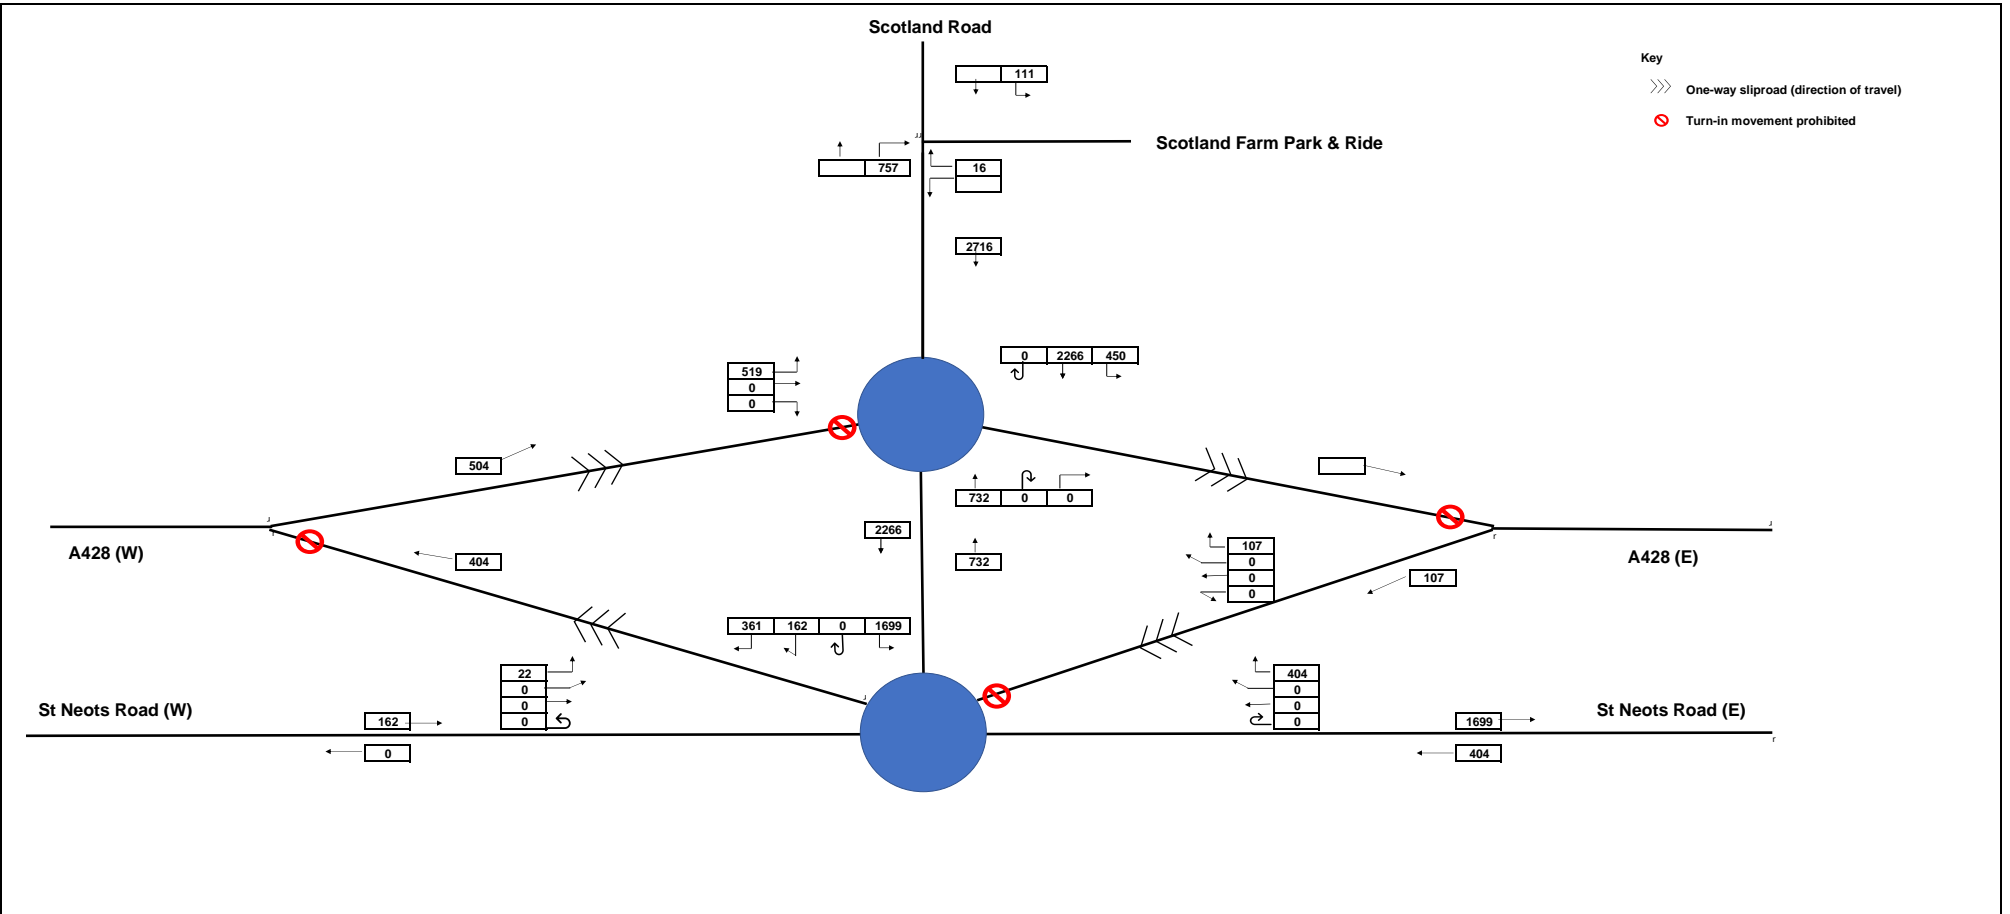 Scotland Road
Key
111
One-way sliproad (direction of travel)
Turn-in movement prohibited
Scotland Farm Park & Ride
757
16
2716
0 2266 450
519
0
0
504
732 0 0
2266
732
A428 (W)
404
107
0
0
0
A428 (E)
107
361 162 0 1699
22
0
0
0
404
0
0
0
St Neots Road (W)
162
0
St Neots Road (E)
1699
404